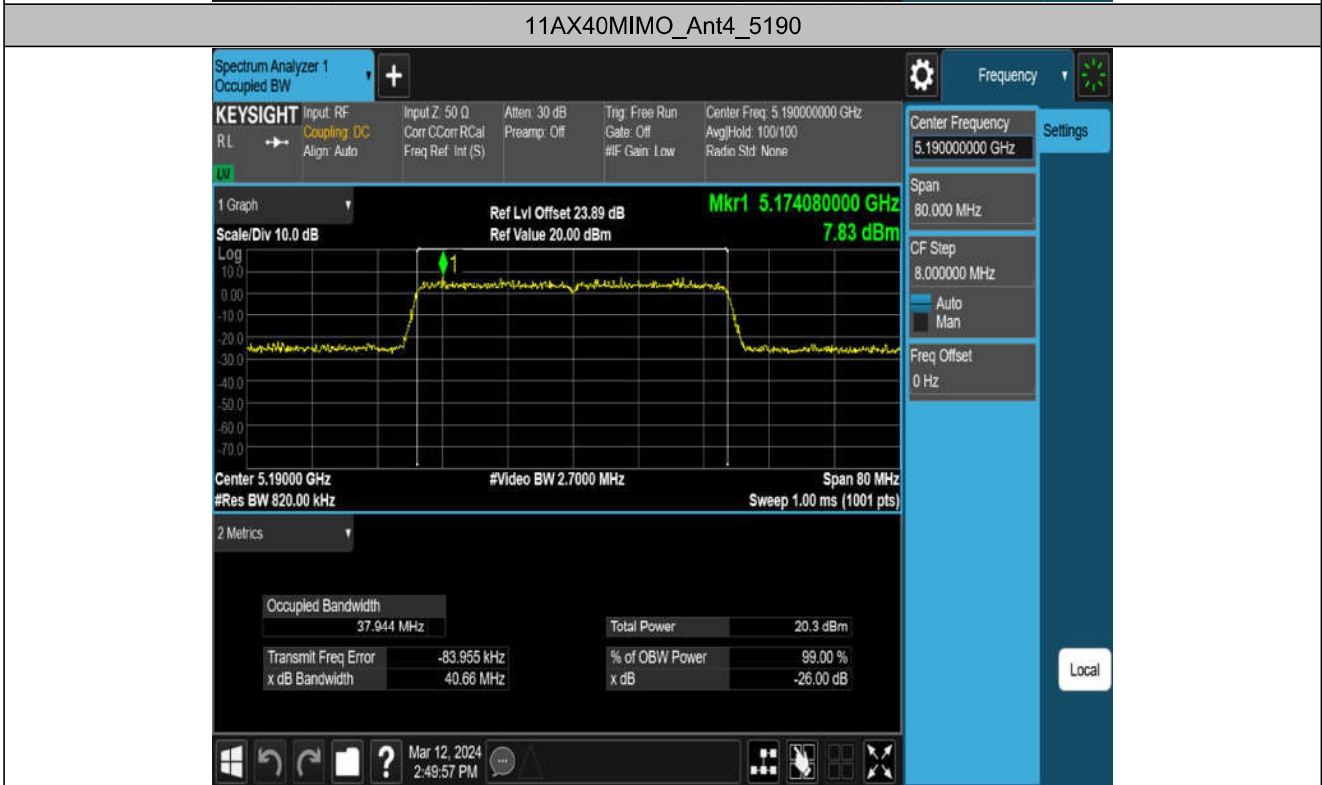 11AX40MIMO_Ant4_5190
Spectrum Analyzer 1
Occupied BW
+
Frequency
KEYSIGHT
RL
LXI
Input: RF
Coupling: DC
Align: Auto
Input Z: 50 Ω
Corr CCorr RCal
Freq Ref: Int (S)
Atten: 30 dB
Preamp: Off
Trig: Free Run
Gate: Off
#IF Gain: Low
Center Freq: 5.190000000 GHz
Avg|Hold: 100/100
Radio Std: None
Center Frequency
5.190000000 GHz
Settings
Span
80.000 MHz
CF Step
8.000000 MHz
Auto
Man
Freq Offset
0 Hz
Local
1 Graph
Scale/Div 10.0 dB
Ref Lvl Offset 23.89 dB
Ref Value 20.00 dBm
Mkr1 5.174080000 GHz
7.83 dBm
Log
1
10.0
0.00
-10.0
-20.0
-30.0
-40.0
-50.0
-60.0
-70.0
Center 5.19000 GHz
#Video BW 2.7000 MHz
Span 80 MHz
#Res BW 820.00 kHz
Sweep 1.00 ms (1001 pts)
2 Metrics
Occupied Bandwidth
37.944 MHz
Total Power 20.3 dBm
Transmit Freq Error -83.955 kHz
% of OBW Power 99.00 %
x dB Bandwidth 40.66 MHz
x dB -26.00 dB
?
Mar 12, 2024
2:49:57 PM